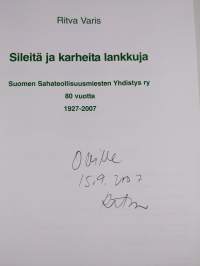 Ritva Varis
Sileitä ja karheita lankkuja
Suomen Sahateollisuusmiesten Yhdistys ry
80 vuotta
1927-2007
15.9. 2007